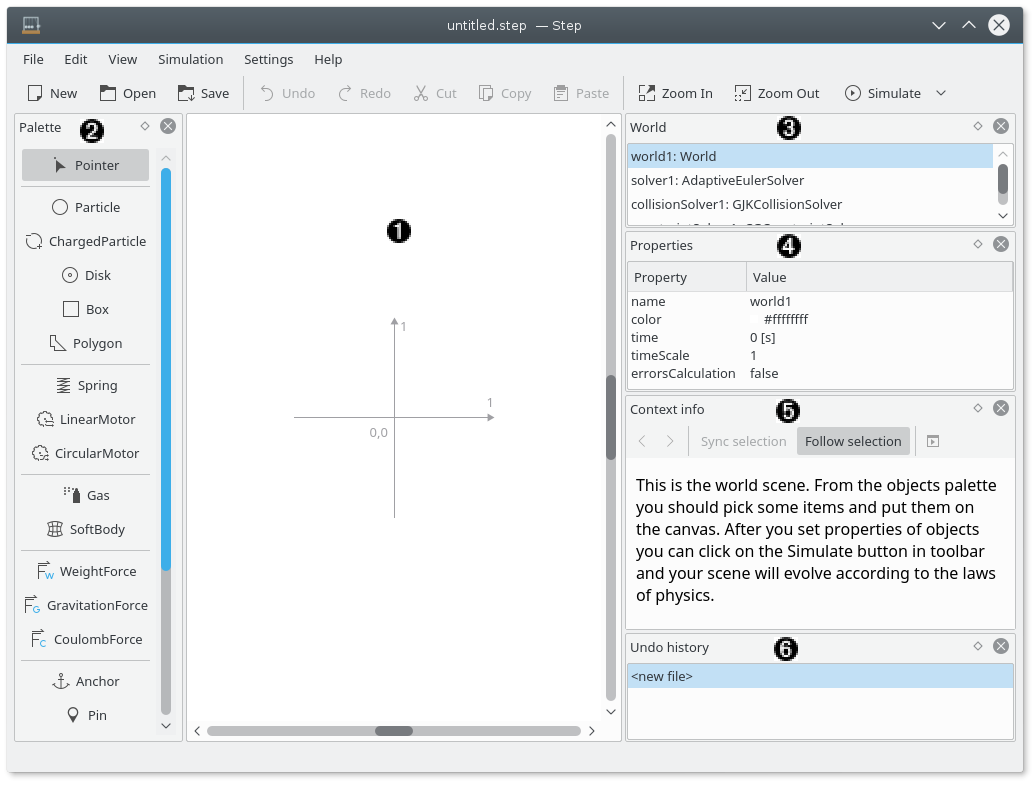 untitled.step — Step
File Edit View Simulation Settings Help
New Open Save Undo Redo Cut Copy Paste Zoom In Zoom Out Simulate
Palette 2
Pointer
Particle
ChargedParticle
Disk
Box
Polygon
Spring
LinearMotor
CircularMotor
Gas
SoftBody
WeightForce
GravitationForce
CoulombForce
Anchor
Pin
1
1
1
0,0
World 3
world1: World
solver1: AdaptiveEulerSolver
collisionSolver1: GJKCollisionSolver
Properties 4
Property Value
name world1
color #ffffffff
time 0 [s]
timeScale 1
errorsCalculation false
Context info 5
Sync selection Follow selection
This is the world scene. From the objects palette
you should pick some items and put them on
the canvas. After you set properties of objects
you can click on the Simulate button in toolbar
and your scene will evolve according to the laws
of physics.
Undo history 6
<new file>